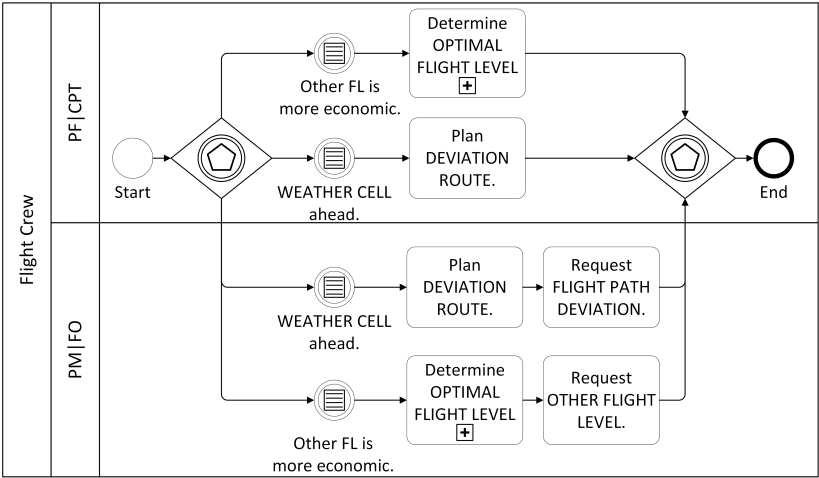 Flight Crew
PF|CPT
Start
Other FL is
more economic.
Determine
OPTIMAL
FLIGHT LEVEL
WEATHER CELL
ahead.
Plan
DEVIATION
ROUTE.
End
PM|FO
WEATHER CELL
ahead.
Plan
DEVIATION
ROUTE.
Request
FLIGHT PATH
DEVIATION.
Other FL is
more economic.
Determine
OPTIMAL
FLIGHT LEVEL
Request
OTHER FLIGHT
LEVEL.